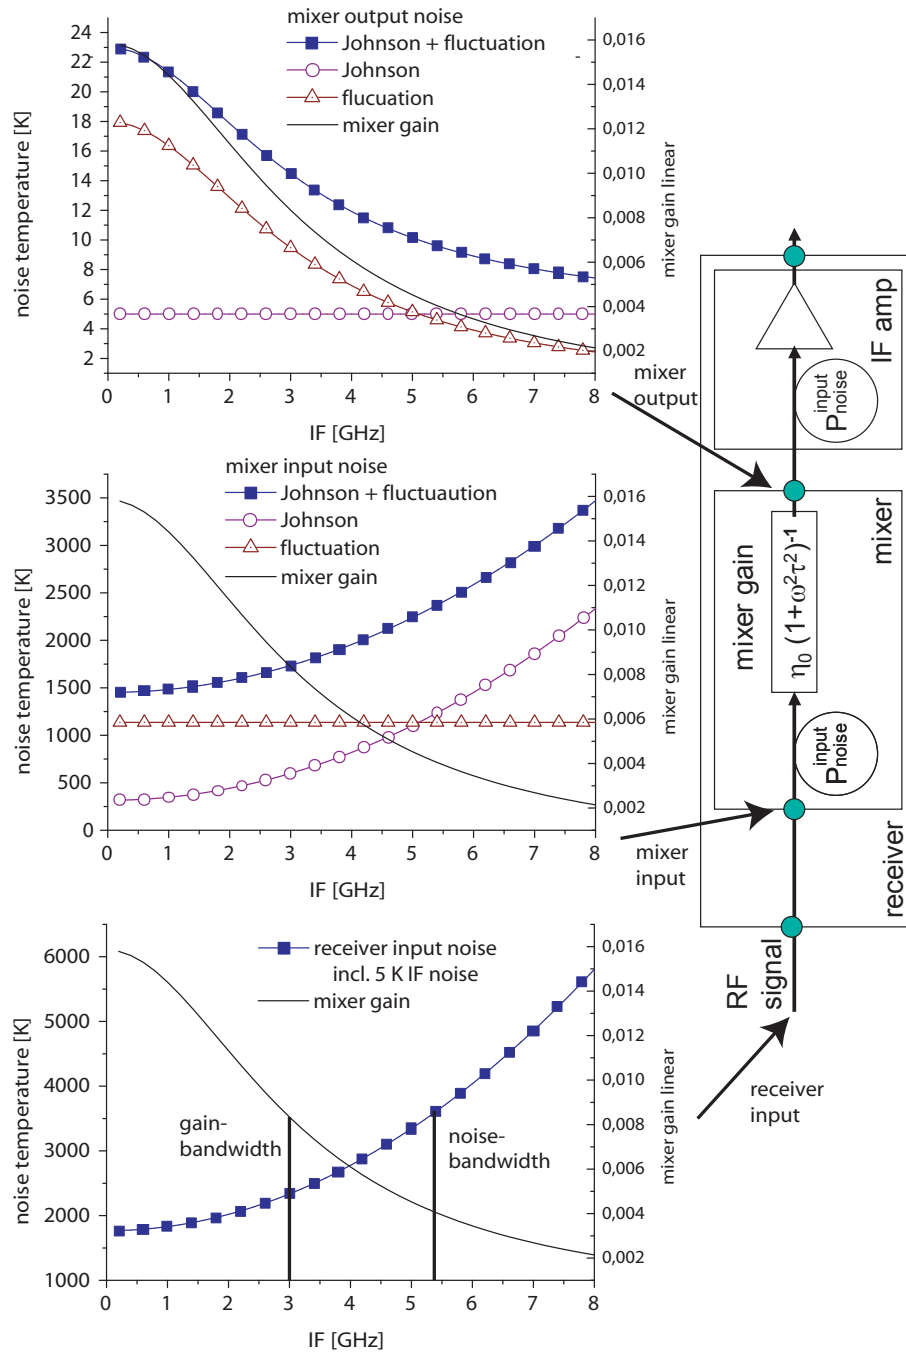 mixer output noise
Johnson + fluctuation
Johnson
flucuation
mixer gain
noise temperature [K]
24
22
20
18
16
14
12
10
8
6
4
2
0 1 2 3 4 5 6 7 8
IF [GHz]
0,016
0,014
0,012
0,010
0,008
0,006
0,004
0,002
mixer gain linear
mixer input noise
Johnson + fluctuaution
Johnson
fluctuation
mixer gain
noise temperature [K]
3500
3000
2500
2000
1500
1000
500
0
0 1 2 3 4 5 6 7 8
IF [GHz]
0,016
0,014
0,012
0,010
0,008
0,006
0,004
0,002
mixer gain linear
receiver input noise
incl. 5 K IF noise
mixer gain
gain-
bandwidth
noise-
bandwidth
noise temperature [K]
6000
5000
4000
3000
2000
1000
0 1 2 3 4 5 6 7 8
IF [GHz]
0,016
0,014
0,012
0,010
0,008
0,006
0,004
0,002
mixer gain linear
IF amp
input
Pnoise
mixer
output
mixer
mixer gain
η0 (1+ω²τ²)-1
input
Pnoise
mixer
input
receiver
RF
signal
receiver
input